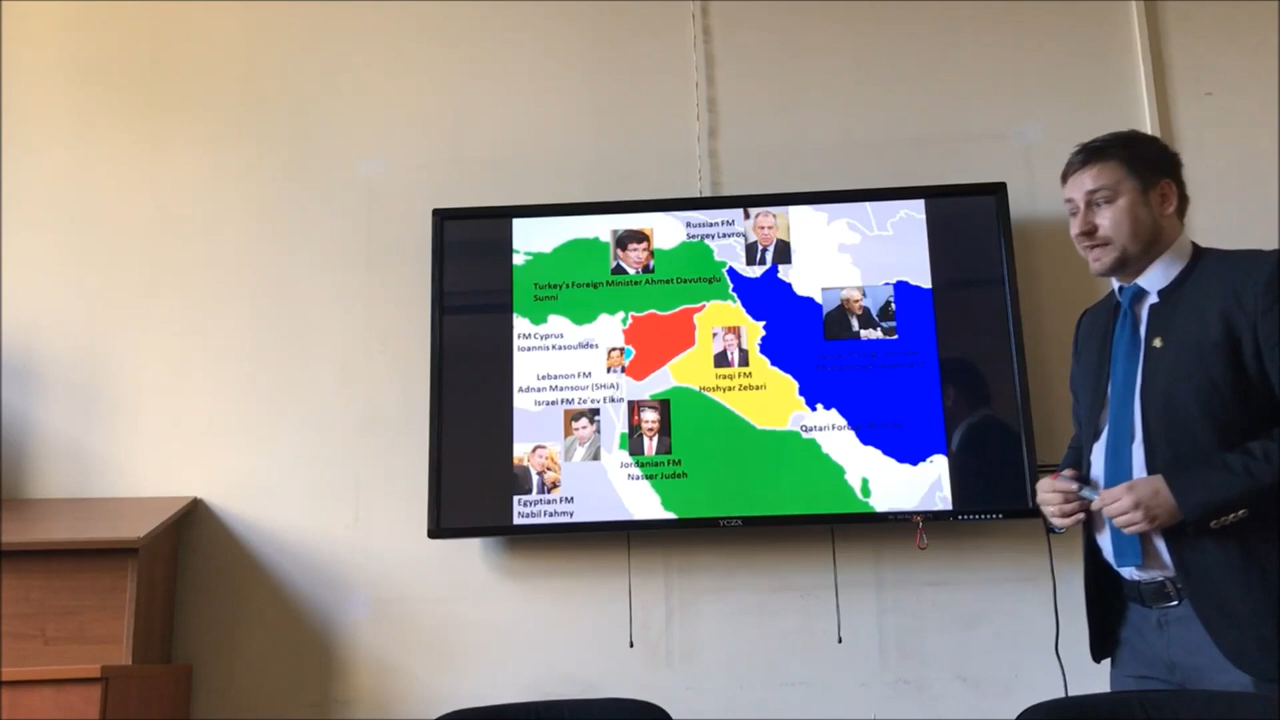 Russian FM
Sergey Lavrov
Turkey's Foreign Minister Ahmet Davutoglu
Sunni
FM Cyprus
Ioannis Kasoulides
Lebanon FM
Adnan Mansour (SHiA)
Israel FM Ze'ev Elkin
Iraqi FM
Hoshyar Zebari
Qatari
Jordanian FM
Nasser Judeh
Egyptian FM
Nabil Fahmy
YCZX